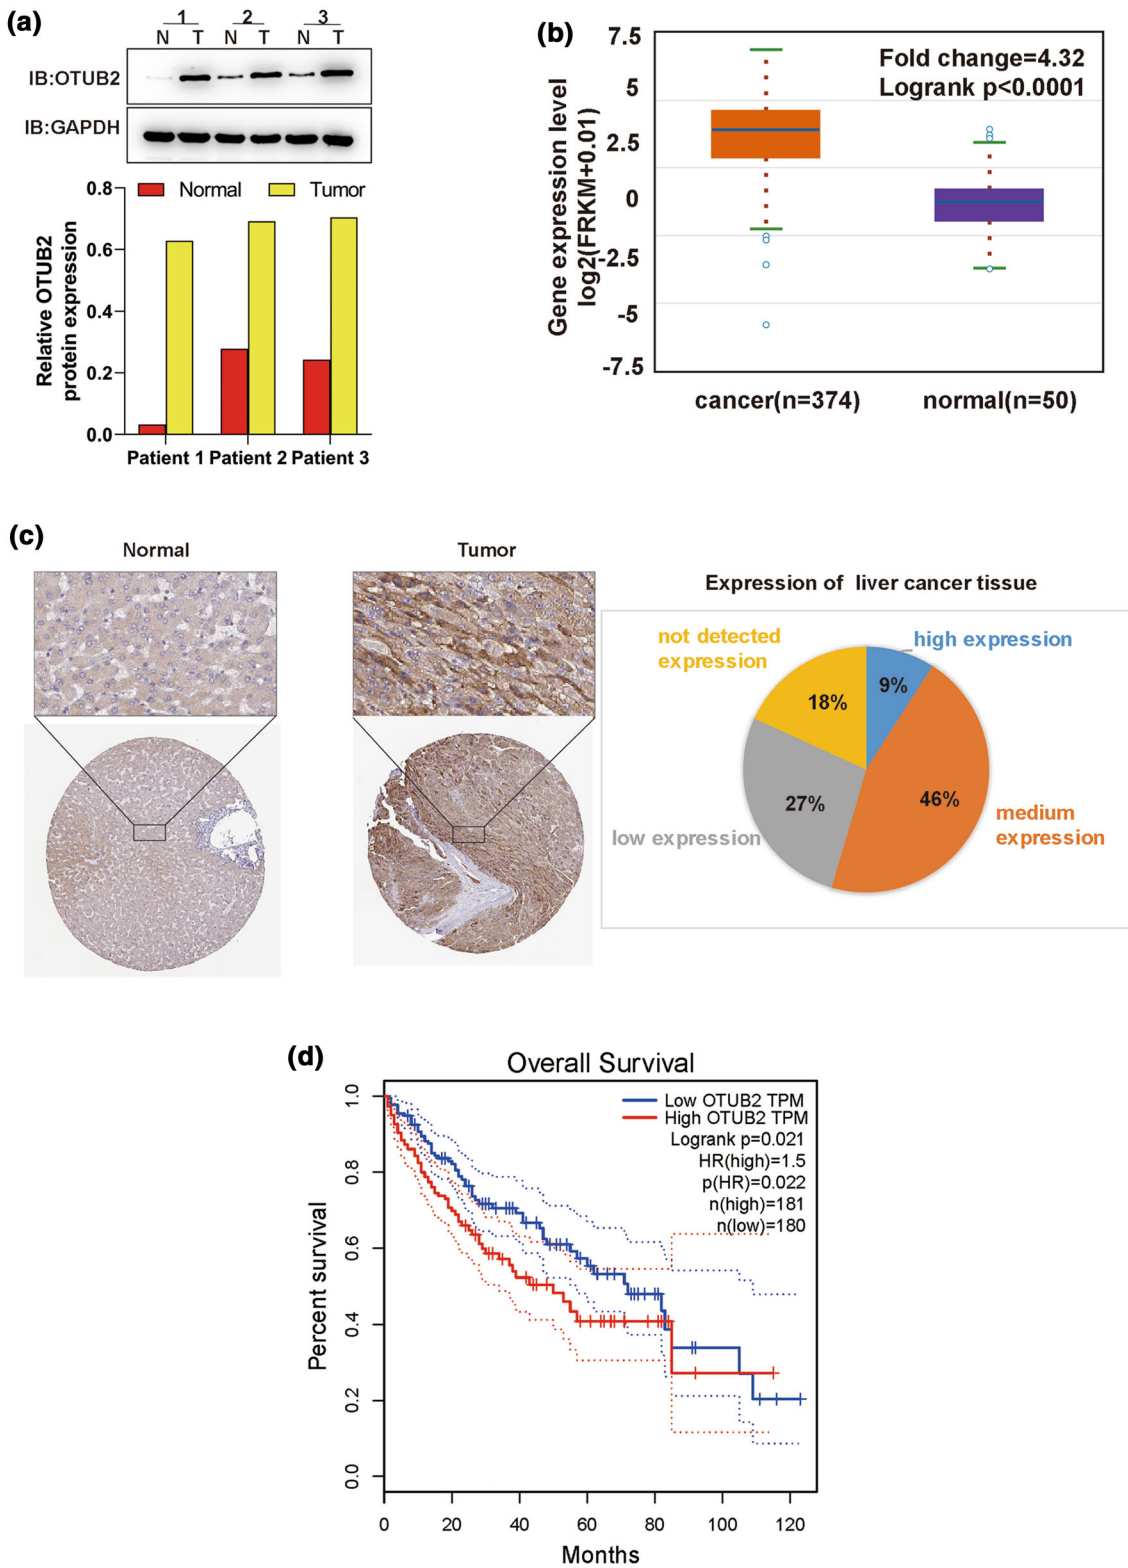 (a)
1 2 3
N T N T N T
IB:OTUB2
IB:GAPDH
0.8
0.6
0.4
0.2
0.0
Normal Tumor
Relative OTUB2
protein expression
Patient 1 Patient 2 Patient 3
(b)
7.5
5
2.5
0
-2.5
-5
-7.5
Gene expression level
log2(FRKM+0.01)
Fold change=4.32
Logrank p<0.0001
cancer(n=374) normal(n=50)
(c)
Normal
Tumor
Expression of liver cancer tissue
not detected
expression
high expression
18%
9%
27%
46%
low expression
medium
expression
(d)
Overall Survival
Low OTUB2 TPM
High OTUB2 TPM
Logrank p=0.021
HR(high)=1.5
p(HR)=0.022
n(high)=181
n(low)=180
Percent survival
1.0
0.8
0.6
0.4
0.2
0.0
0 20 40 60 80 100 120
Months